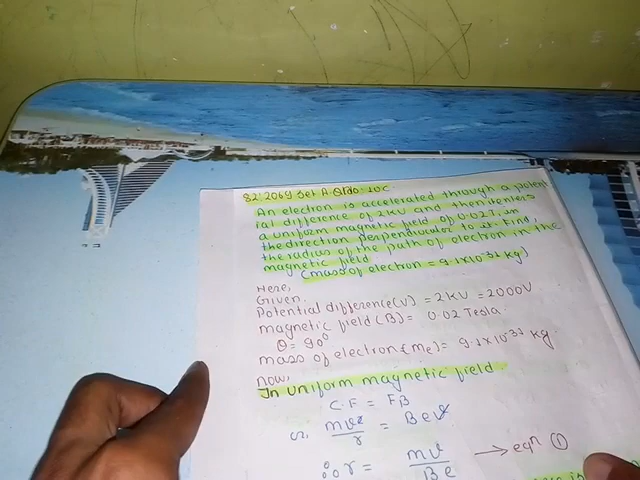 82. 2069 Set A Q.No: 10 C
An electron is accelerated through a potent
ial difference of 2KV and then enters
a uniform magnetic field of 0.02T, in
the direction perpendicular to it. Find,
the radius of the path of electron in the
magnetic field
(mass of electron = 9.1×10⁻³¹ kg)
Here,
Given.
Potential difference(V) = 2KV = 2000V
magnetic field(B) = 0.02 Tesla.
θ = 90°
mass of electron(me) = 9.1×10⁻³¹ kg.
now,
In uniform magnetic field.
C.F = FB
or, mv²/r = Bev
∴ r = mv/Be → eqn ①